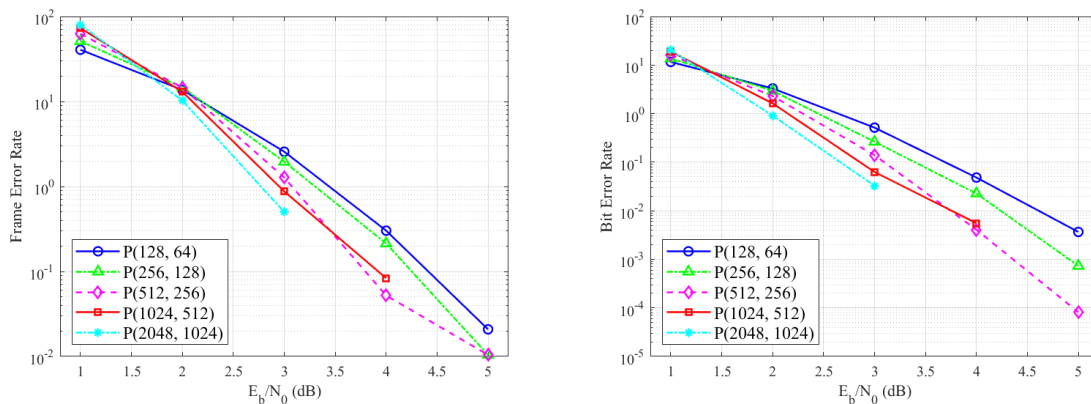 10^2
10^1
10^0
10^-1
10^-2
Frame Error Rate
P(128, 64)
P(256, 128)
P(512, 256)
P(1024, 512)
P(2048, 1024)
1 1.5 2 2.5 3 3.5 4 4.5 5
E_b/N_0 (dB)
10^2
10^1
10^0
10^-1
10^-2
10^-3
10^-4
10^-5
Bit Error Rate
P(128, 64)
P(256, 128)
P(512, 256)
P(1024, 512)
P(2048, 1024)
1 1.5 2 2.5 3 3.5 4 4.5 5
E_b/N_0 (dB)